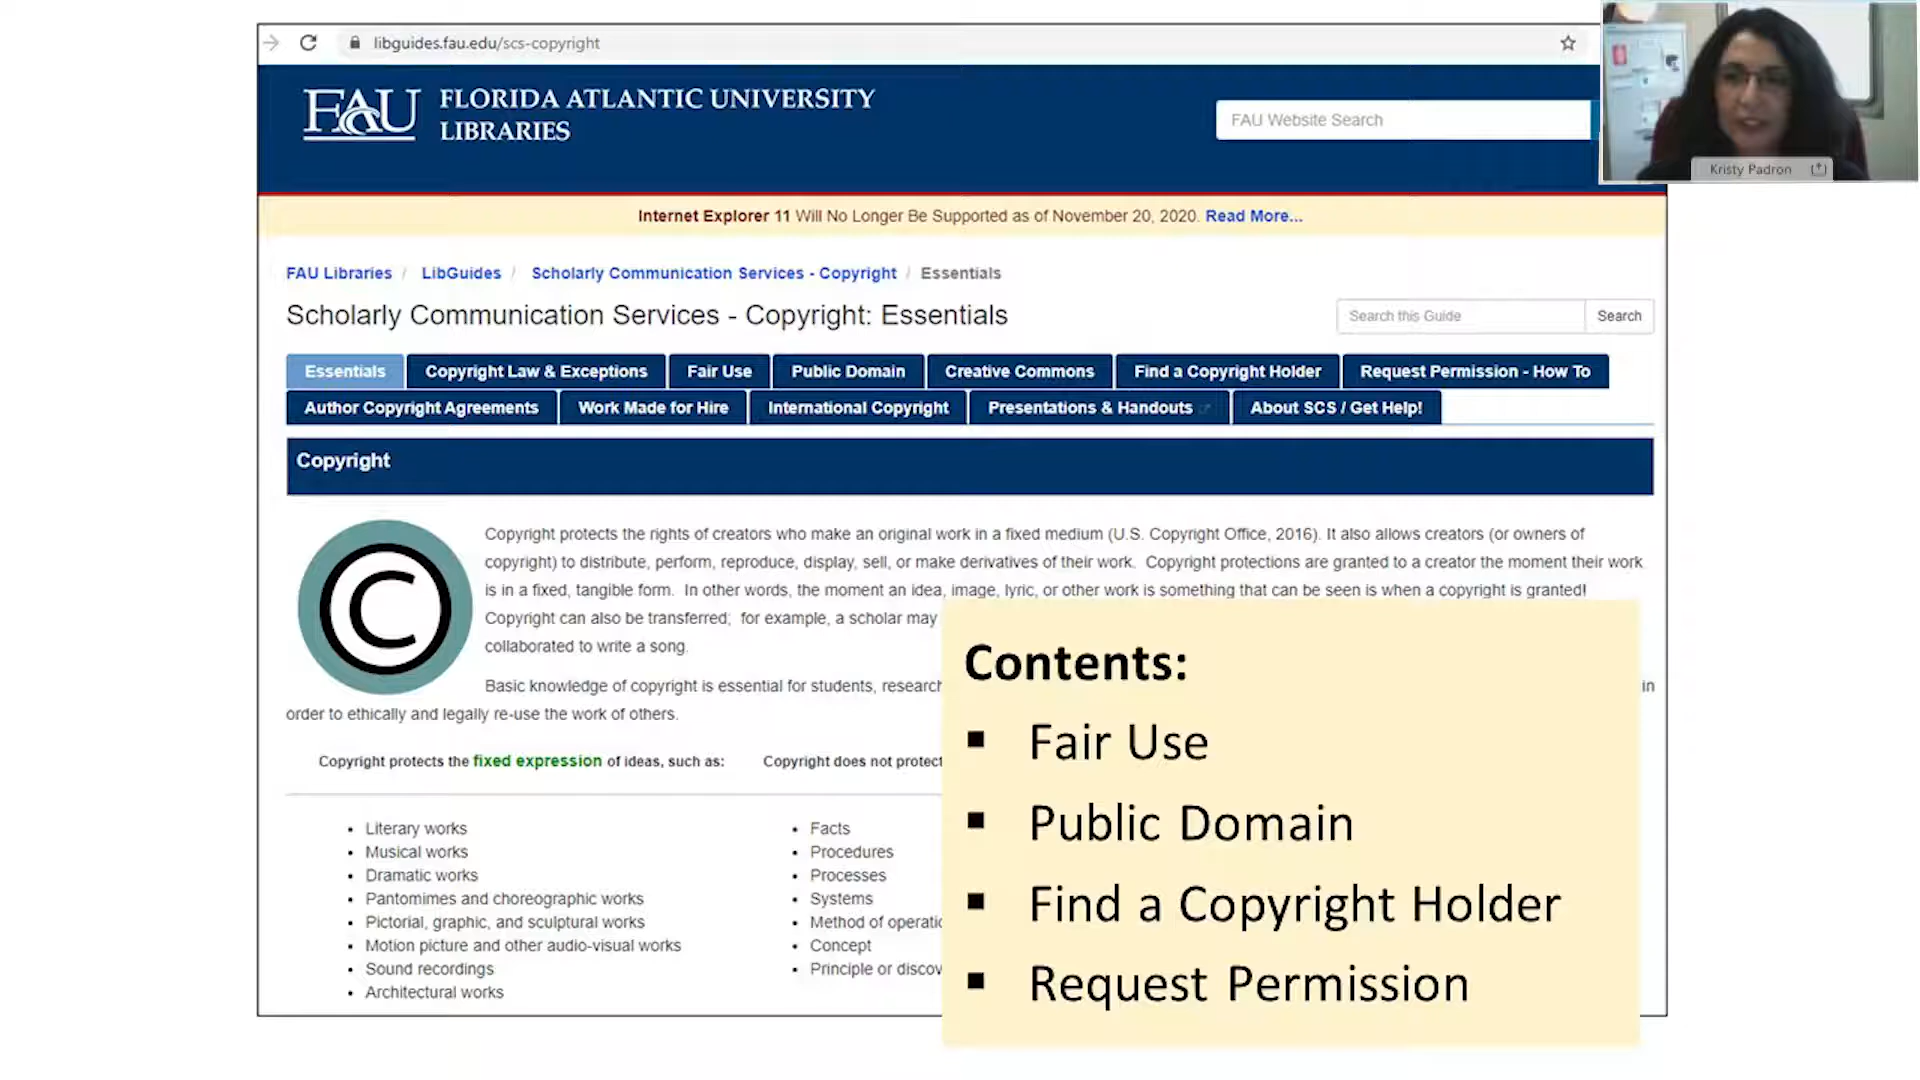 libguides.fau.edu/scs-copyright
FAU
FLORIDA ATLANTIC UNIVERSITY
LIBRARIES
FAU Website Search
Kristy Padron
Internet Explorer 11 Will No Longer Be Supported as of November 20, 2020. Read More...
FAU Libraries / LibGuides / Scholarly Communication Services - Copyright / Essentials
Scholarly Communication Services - Copyright: Essentials
Search this Guide Search
Essentials Copyright Law & Exceptions Fair Use Public Domain Creative Commons Find a Copyright Holder Request Permission - How To
Author Copyright Agreements Work Made for Hire International Copyright Presentations & Handouts About SCS / Get Help!
Copyright
©
Copyright protects the rights of creators who make an original work in a fixed medium (U.S. Copyright Office, 2016). It also allows creators (or owners of
copyright) to distribute, perform, reproduce, display, sell, or make derivatives of their work. Copyright protections are granted to a creator the moment their work
is in a fixed, tangible form. In other words, the moment an idea, image, lyric, or other work is something that can be seen is when a copyright is granted!
Copyright can also be transferred; for example, a scholar may
collaborated to write a song.
Basic knowledge of copyright is essential for students, research in
order to ethically and legally re-use the work of others.
Copyright protects the fixed expression of ideas, such as:
• Literary works
• Musical works
• Dramatic works
• Pantomimes and choreographic works
• Pictorial, graphic, and sculptural works
• Motion picture and other audio-visual works
• Sound recordings
• Architectural works
Copyright does not protect
• Facts
• Procedures
• Processes
• Systems
• Method of operatio
• Concept
• Principle or discov
Contents:
▪ Fair Use
▪ Public Domain
▪ Find a Copyright Holder
▪ Request Permission